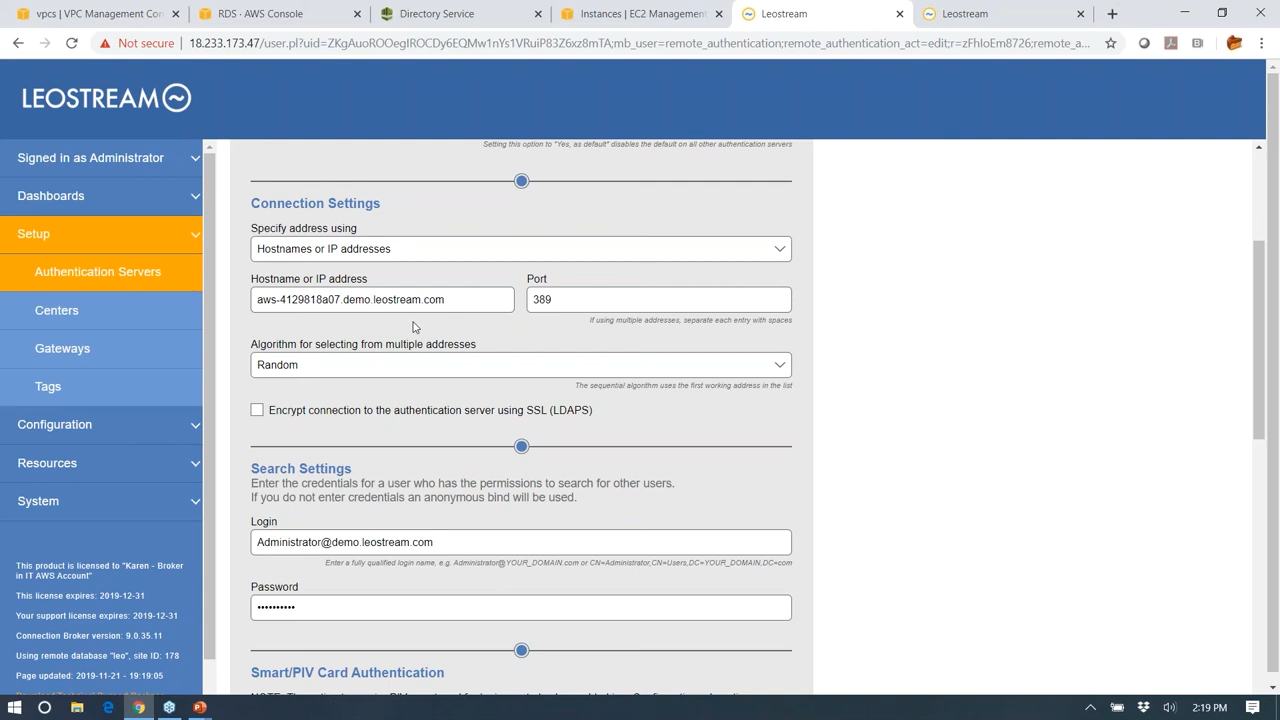 vpcs | VPC Management Con
RDS · AWS Console
Directory Service
Instances | EC2 Management
Leostream
Leostream
Not secure | 18.233.173.47/user.pl?uid=ZKgAuoROOegIROCDy6EQMw1nYs1VRuiP83Z6xz8mTA;mb_user=remote_authentication;remote_authentication_act=edit;r=zFhIoEm8726;remote_a...
LEOSTREAM
Signed in as Administrator
Dashboards
Setup
Authentication Servers
Centers
Gateways
Tags
Configuration
Resources
System
This product is licensed to "Karen - Broker
in IT AWS Account"
This license expires: 2019-12-31
Your support license expires: 2019-12-31
Connection Broker version: 9.0.35.11
Using remote database "leo", site ID: 178
Page updated: 2019-11-21 - 19:19:05
Setting this option to "Yes, as default" disables the default on all other authentication servers
Connection Settings
Specify address using
Hostnames or IP addresses
Hostname or IP address
Port
aws-4129818a07.demo.leostream.com
389
If using multiple addresses, separate each entry with spaces
Algorithm for selecting from multiple addresses
Random
The sequential algorithm uses the first working address in the list
Encrypt connection to the authentication server using SSL (LDAPS)
Search Settings
Enter the credentials for a user who has the permissions to search for other users.
If you do not enter credentials an anonymous bind will be used.
Login
Administrator@demo.leostream.com
Enter a fully qualified login name, e.g. Administrator@YOUR_DOMAIN.com or CN=Administrator,CN=Users,DC=YOUR_DOMAIN,DC=com
Password
••••••••••
Smart/PIV Card Authentication
2:19 PM